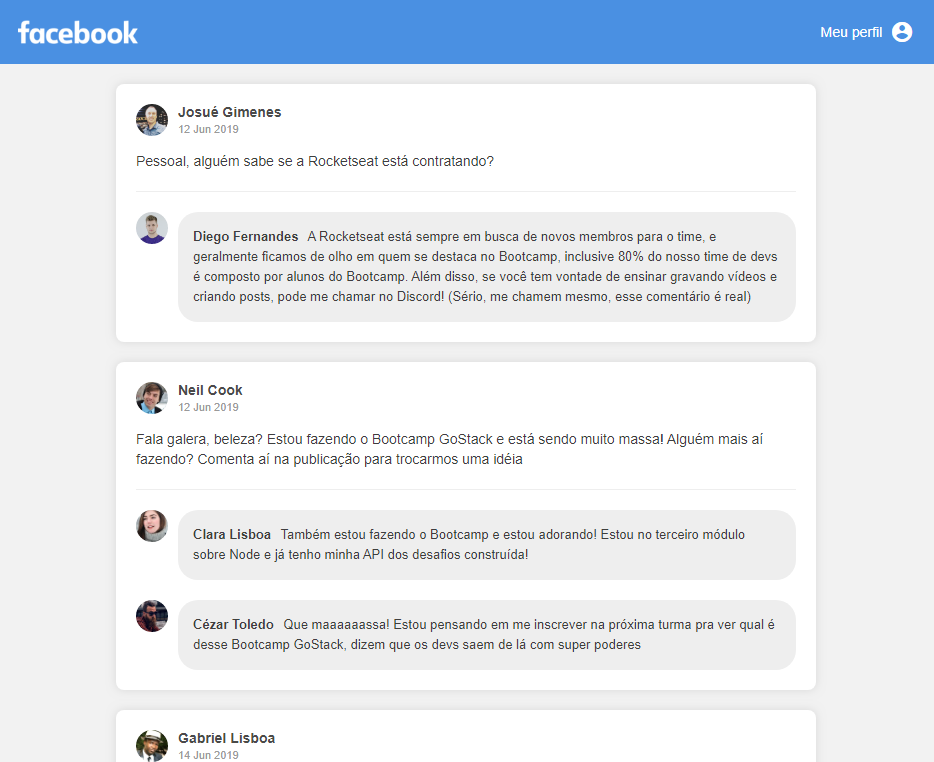 facebook
Meu perfil
Josué Gimenes
12 Jun 2019
Pessoal, alguém sabe se a Rocketseat está contratando?
Diego Fernandes A Rocketseat está sempre em busca de novos membros para o time, e
geralmente ficamos de olho em quem se destaca no Bootcamp, inclusive 80% do nosso time de devs
é composto por alunos do Bootcamp. Além disso, se você tem vontade de ensinar gravando vídeos e
criando posts, pode me chamar no Discord! (Sério, me chamem mesmo, esse comentário é real)
Neil Cook
12 Jun 2019
Fala galera, beleza? Estou fazendo o Bootcamp GoStack e está sendo muito massa! Alguém mais aí
fazendo? Comenta aí na publicação para trocarmos uma idéia
Clara Lisboa Também estou fazendo o Bootcamp e estou adorando! Estou no terceiro módulo
sobre Node e já tenho minha API dos desafios construída!
Cézar Toledo Que maaaaaassa! Estou pensando em me inscrever na próxima turma pra ver qual é
desse Bootcamp GoStack, dizem que os devs saem de lá com super poderes
Gabriel Lisboa
14 Jun 2019